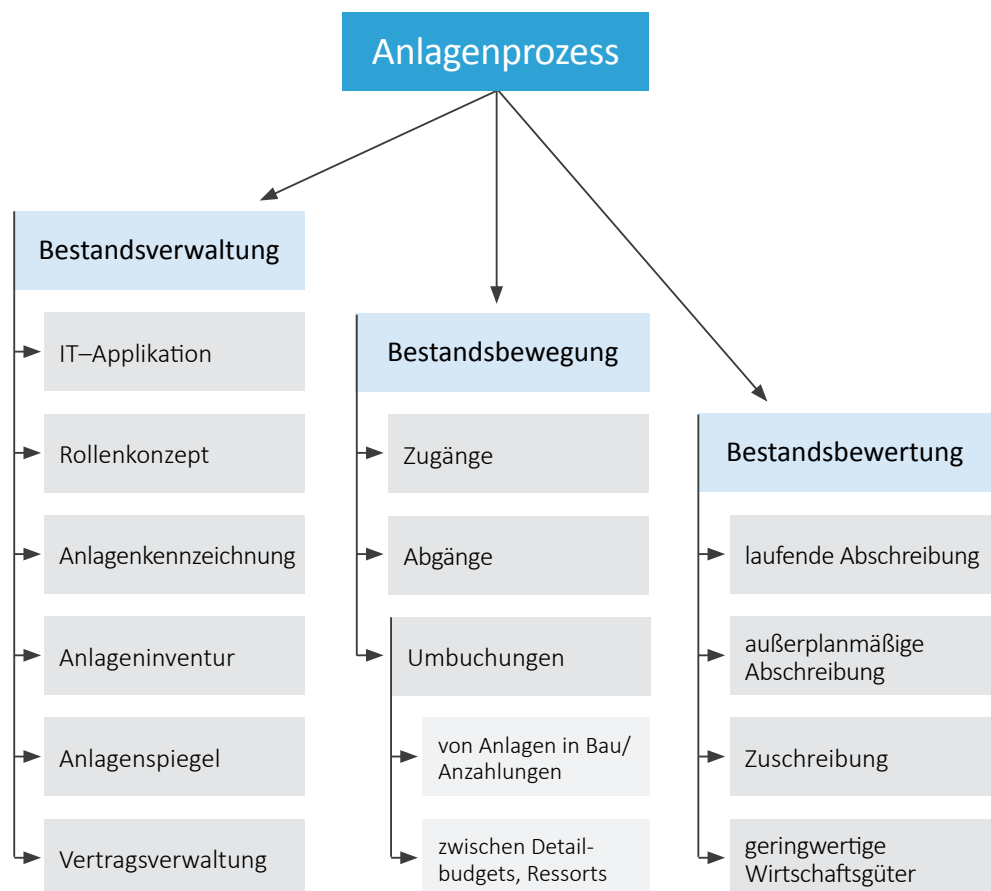 Anlagenprozess
Bestandsverwaltung
IT–Applikation
Rollenkonzept
Anlagenkennzeichnung
Anlageninventur
Anlagenspiegel
Vertragsverwaltung
Bestandsbewegung
Zugänge
Abgänge
Umbuchungen
von Anlagen in Bau/
Anzahlungen
zwischen Detail-
budgets, Ressorts
Bestandsbewertung
laufende Abschreibung
außerplanmäßige
Abschreibung
Zuschreibung
geringwertige
Wirtschaftsgüter